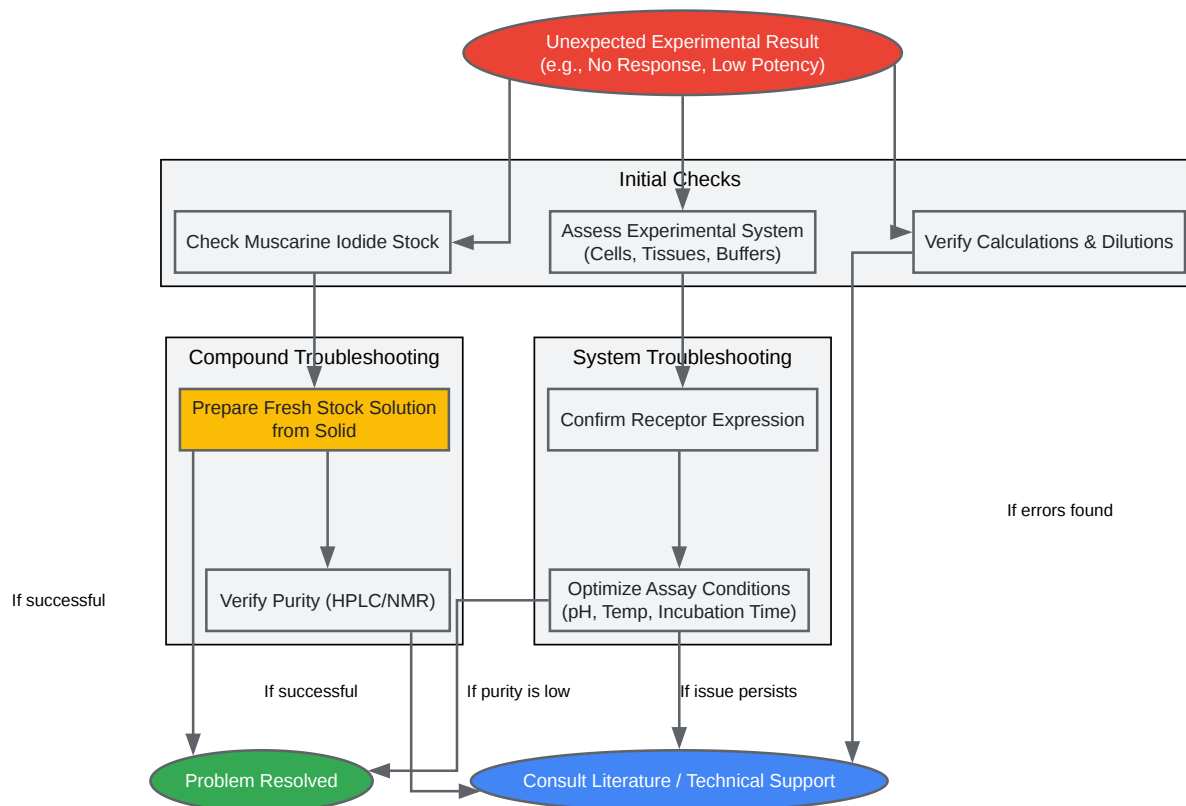 Unexpected Experimental Result
(e.g., No Response, Low Potency)
Initial Checks
Check Muscarine Iodide Stock
Assess Experimental System
(Cells, Tissues, Buffers)
Verify Calculations & Dilutions
Compound Troubleshooting
System Troubleshooting
Prepare Fresh Stock Solution
from Solid
Confirm Receptor Expression
If errors found
Verify Purity (HPLC/NMR)
Optimize Assay Conditions
(pH, Temp, Incubation Time)
If successful
If successful
If purity is low
If issue persists
Problem Resolved
Consult Literature / Technical Support